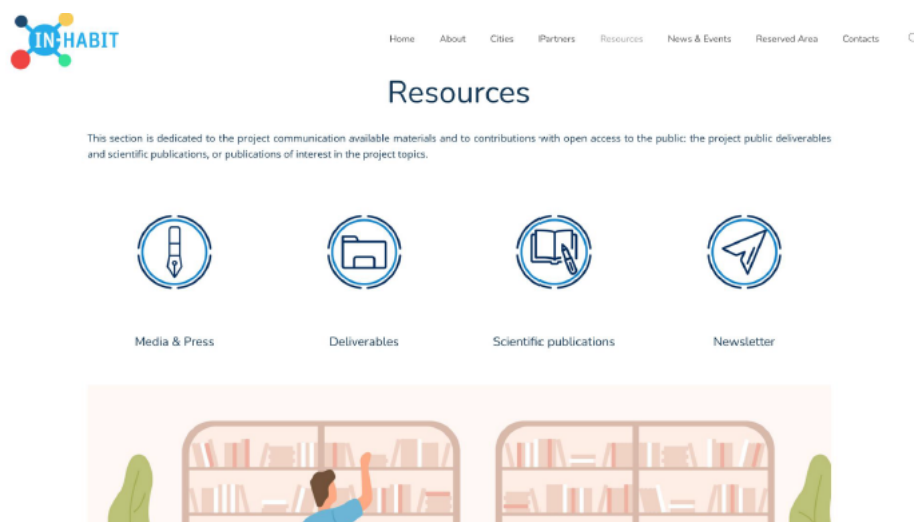 IN-HABIT
Home About Cities IPartners Resources News & Events Reserved Area Contacts
Resources
This section is dedicated to the project communication available materials and to contributions with open access to the public: the project public deliverables
and scientific publications, or publications of interest in the project topics.
Media & Press Deliverables Scientific publications Newsletter